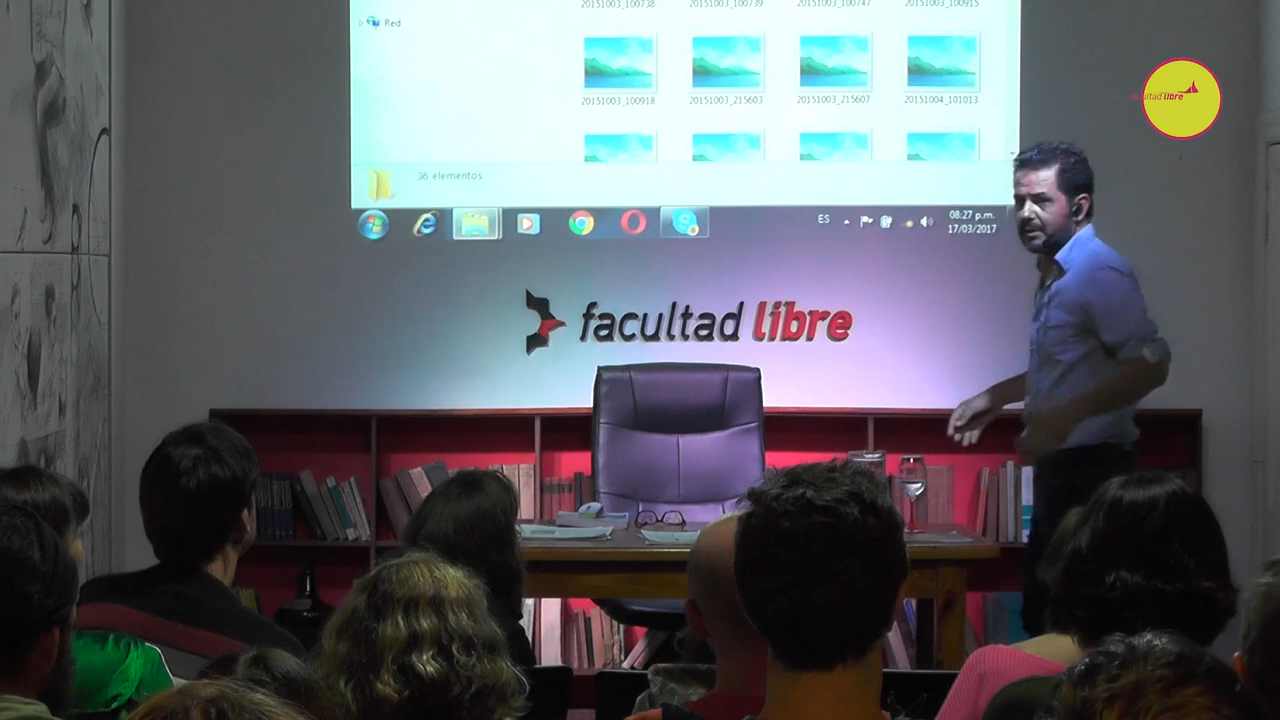 20151003_100738 20151003_100739 20151003_100747 20151003_100915
Red
20151003_100918 20151003_215603 20151003_215607 20151004_101013
36 elementos
ES
08:27 p.m.
17/03/2017
facultad libre
facultad libre